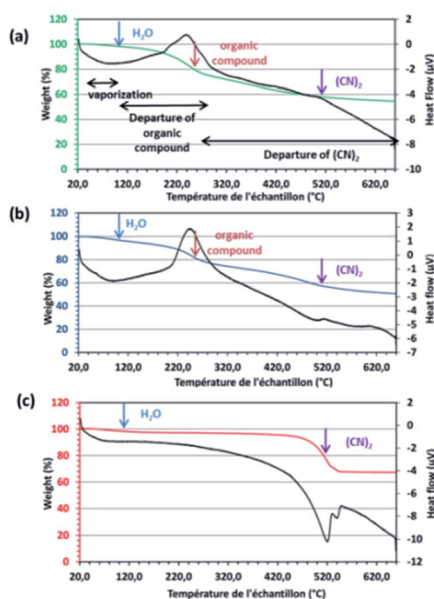 (a)
H₂O
organic
compound
(CN)₂
vaporization
Departure of
organic
compound
Departure of (CN)₂
Weight (%)
120
100
80
60
40
20
0
Heat Flow (µV)
2
0
-2
-4
-6
-8
-10
20,0 120,0 220,0 320,0 420,0 520,0 620,0
Température de l'échantillon (°C)
(b)
H₂O
organic
compound
(CN)₂
Weight (%)
120
100
80
60
40
20
0
Heat flow (µV)
3
2
1
0
-1
-2
-3
-4
-5
-6
-7
20,0 120,0 220,0 320,0 420,0 520,0 620,0
Température de l'échantillon (°C)
(c)
H₂O
(CN)₂
Weight (%)
120
100
80
60
40
20
0
Heat flow (µV)
2
0
-2
-4
-6
-8
-10
-12
20,0 120,0 220,0 320,0 420,0 520,0 620,0
Température de l'échantillon (°C)